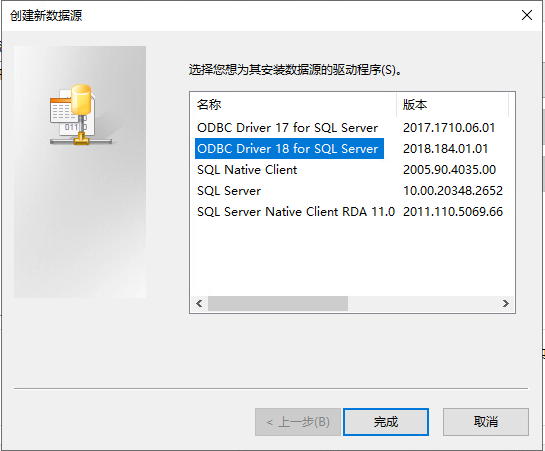 创建新数据源
选择您想为其安装数据源的驱动程序(S)。
名称 版本
ODBC Driver 17 for SQL Server 2017.1710.06.01
ODBC Driver 18 for SQL Server 2018.184.01.01
SQL Native Client 2005.90.4035.00
SQL Server 10.00.20348.2652
SQL Server Native Client RDA 11.0 2011.110.5069.66
< 上一步(B) 完成 取消